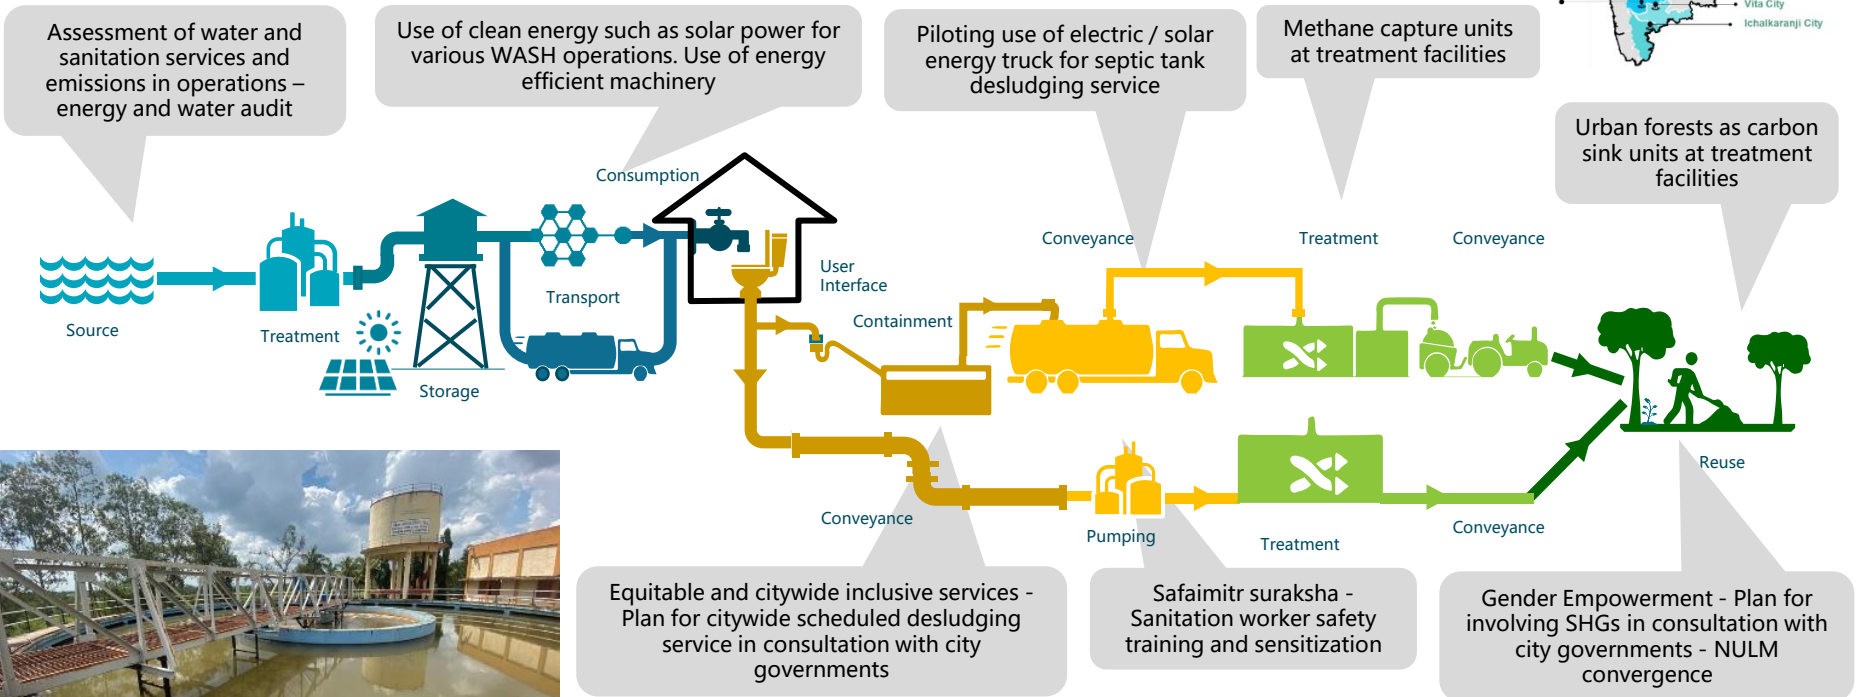 Assessment of water and
sanitation services and
emissions in operations –
energy and water audit
Use of clean energy such as solar power for
various WASH operations. Use of energy
efficient machinery
Piloting use of electric / solar
energy truck for septic tank
desludging service
Methane capture units
at treatment facilities
Vita City
Ichalkaranji City
Urban forests as carbon
sink units at treatment
facilities
Consumption
Source
Treatment
Storage
Transport
User
Interface
Containment
Conveyance
Treatment
Conveyance
Reuse
Conveyance
Pumping
Treatment
Conveyance
Equitable and citywide inclusive services -
Plan for citywide scheduled desludging
service in consultation with city
governments
Safaimitr suraksha -
Sanitation worker safety
training and sensitization
Gender Empowerment - Plan for
involving SHGs in consultation with
city governments - NULM
convergence